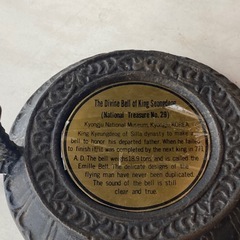 The Divine Bell of King Soungdoug
(National Treasure No. 29)
Kyongju National Museum, Kyongju, KOREA.
King Kyoungdoug of Silla dynasty to make a
bell to honor his departed father. When he failed
to finish it was completed by the next king in 771
A.D. The bell weighs 18.9 tons, and is called the
Emille Bell. The delicate designs of the
flying man have never been duplicated.
The sound of the bell is still
clear and true.